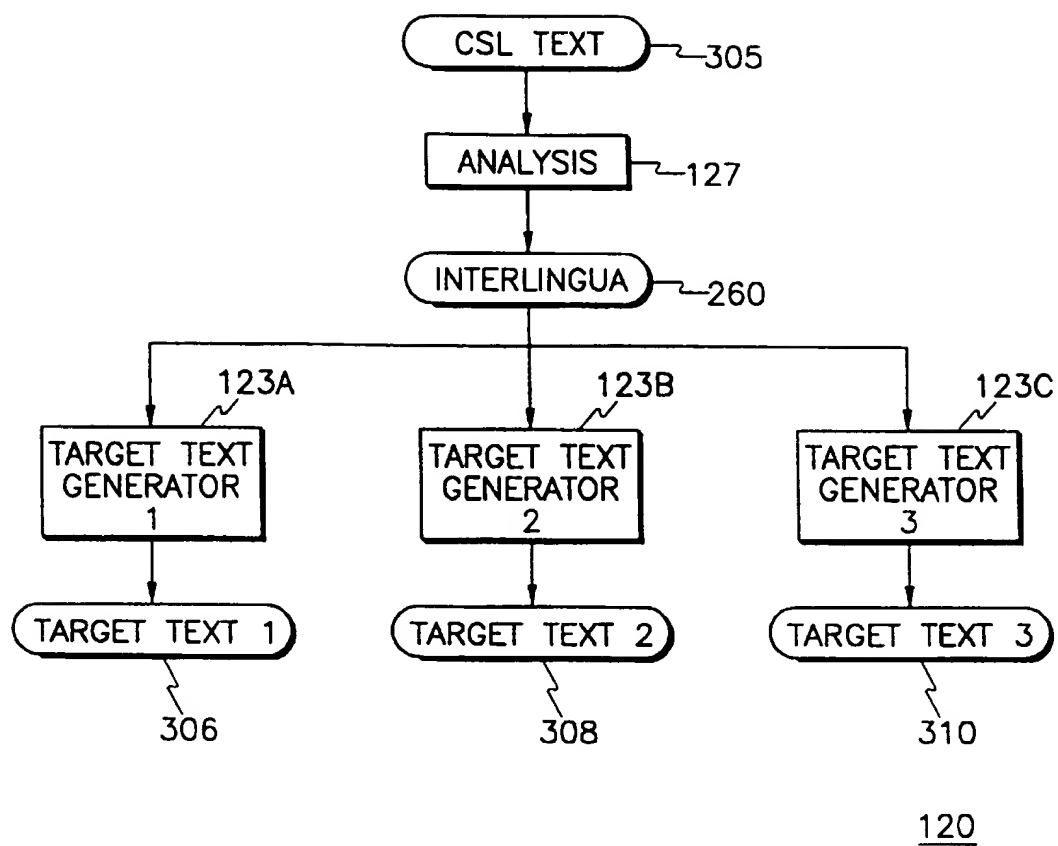 CSL TEXT
305
ANALYSIS
127
INTERLINGUA
260
123A
123B
123C
TARGET TEXT
GENERATOR
1
TARGET TEXT
GENERATOR
2
TARGET TEXT
GENERATOR
3
TARGET TEXT 1
TARGET TEXT 2
TARGET TEXT 3
306
308
310
120